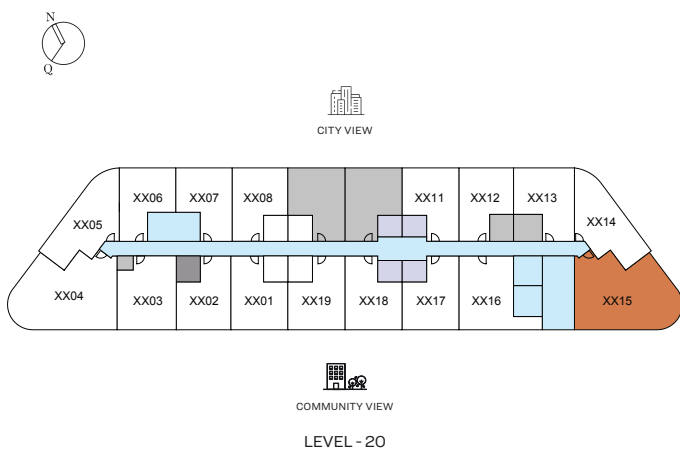 N
Q
CITY VIEW
XX06 XX07 XX08 XX11 XX12 XX13
XX05 XX14
XX04 XX03 XX02 XX01 XX19 XX18 XX17 XX16 XX15
COMMUNITY VIEW
LEVEL - 20